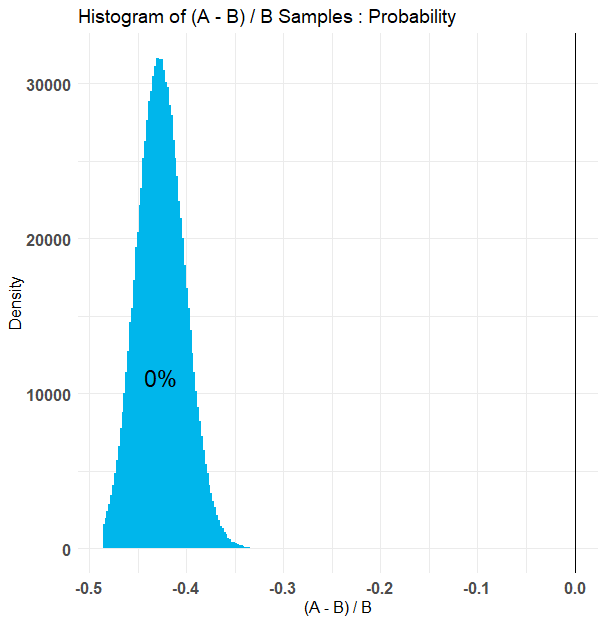 Histogram of (A - B) / B Samples : Probability
30000
20000
10000
0
Density
0%
-0.5 -0.4 -0.3 -0.2 -0.1 0.0
(A - B) / B